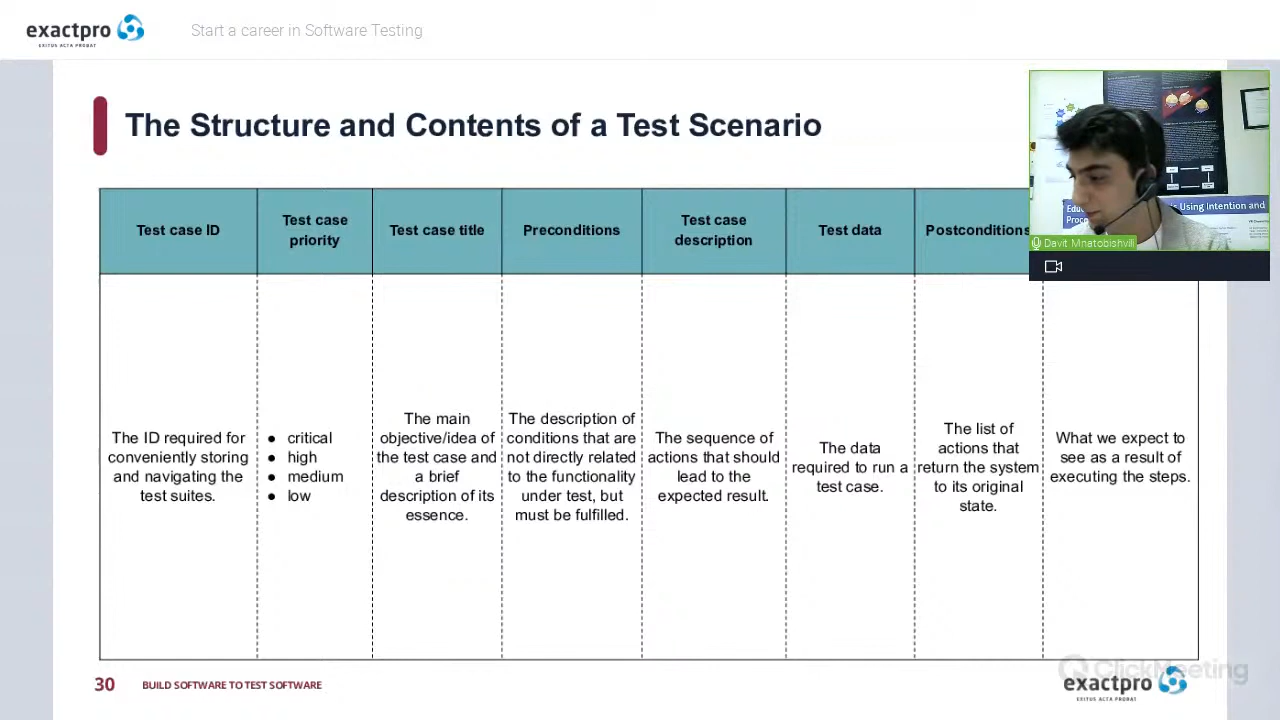 exactpro
EXITUS ACTA PROBAT
Start a career in Software Testing
The Structure and Contents of a Test Scenario
Test case ID
Test case
priority
Test case title
Preconditions
Test case
description
Test data
Postconditions
The ID required for
conveniently storing
and navigating the
test suites.
● critical
● high
● medium
● low
The main
objective/idea of
the test case and
a brief
description of its
essence.
The description of
conditions that are
not directly related
to the functionality
under test, but
must be fulfilled.
The sequence of
actions that should
lead to the
expected result.
The data
required to run a
test case.
The list of
actions that
return the system
to its original
state.
What we expect to
see as a result of
executing the steps.
Using Intention and
Davit Mnatobishvili
30
BUILD SOFTWARE TO TEST SOFTWARE
ClickMeeting
exactpro
EXITUS ACTA PROBAT